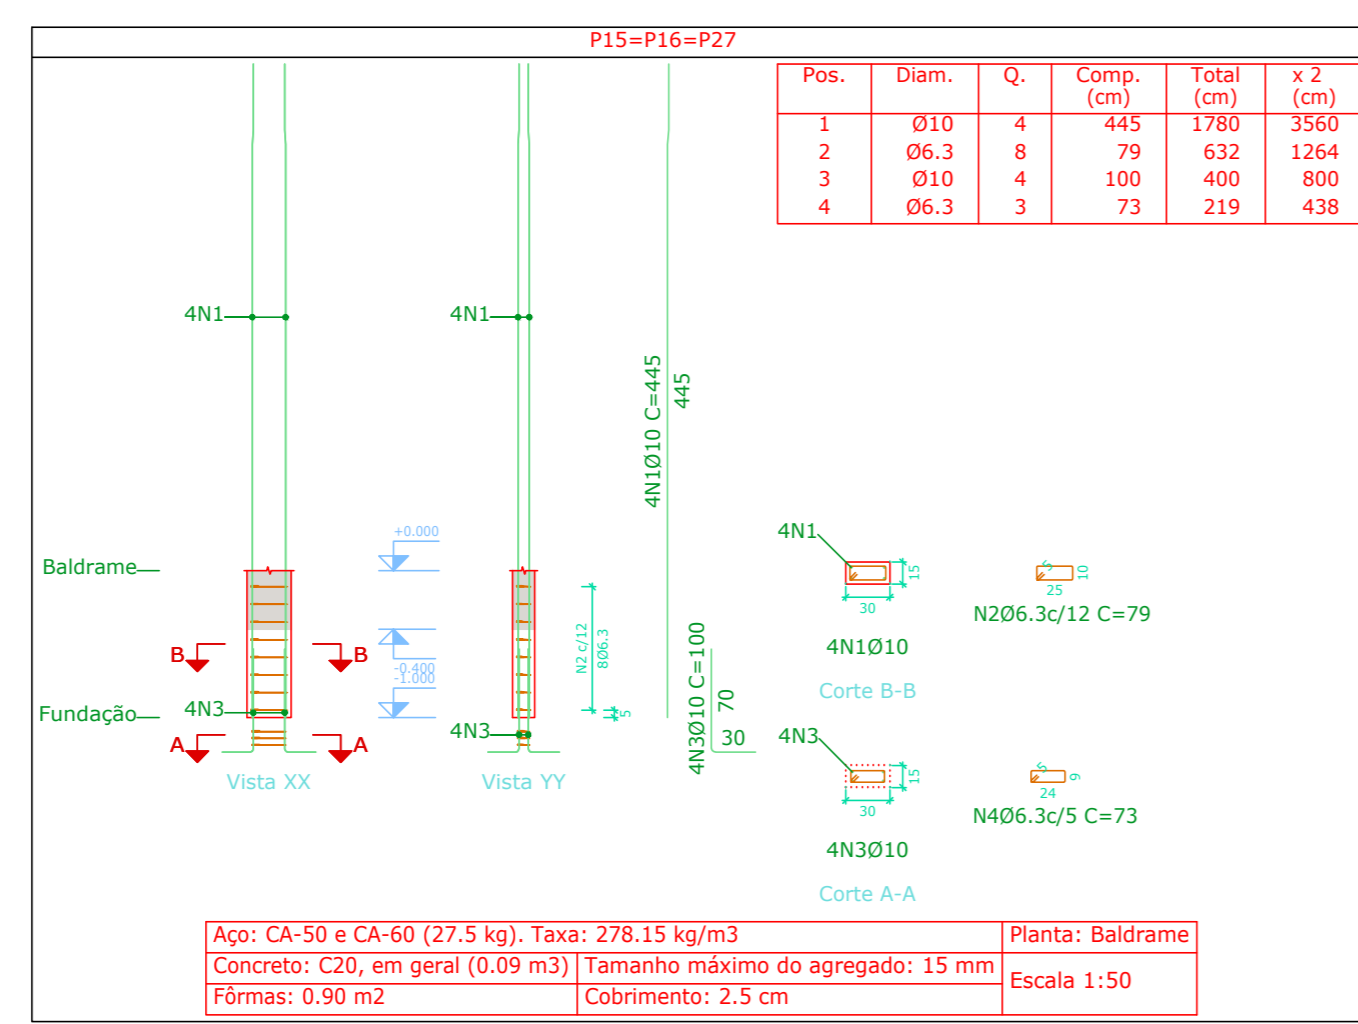 P15=P16=P27
Pos. Diam. Q. Comp. (cm) Total (cm) x 2 (cm)
1 Ø10 4 445 1780 3560
2 Ø6.3 8 79 632 1264
3 Ø10 4 100 400 800
4 Ø6.3 3 73 219 438
4N1
4N1
4N1Ø10 C=445
445
+0.000
Baldrame
-0.400
-1.000
B
B
Fundação
4N3
A
A
Vista XX
N2 c/12
8Ø6.3
5
4N3
Vista YY
4N3Ø10 C=100
70
30
4N1
15
30
4N1Ø10
Corte B-B
5
10
25
N2Ø6.3c/12 C=79
4N3
15
30
4N3Ø10
Corte A-A
5
9
24
N4Ø6.3c/5 C=73
Aço: CA-50 e CA-60 (27.5 kg). Taxa: 278.15 kg/m3
Planta: Baldrame
Concreto: C20, em geral (0.09 m3)
Tamanho máximo do agregado: 15 mm
Escala 1:50
Fôrmas: 0.90 m2
Cobrimento: 2.5 cm